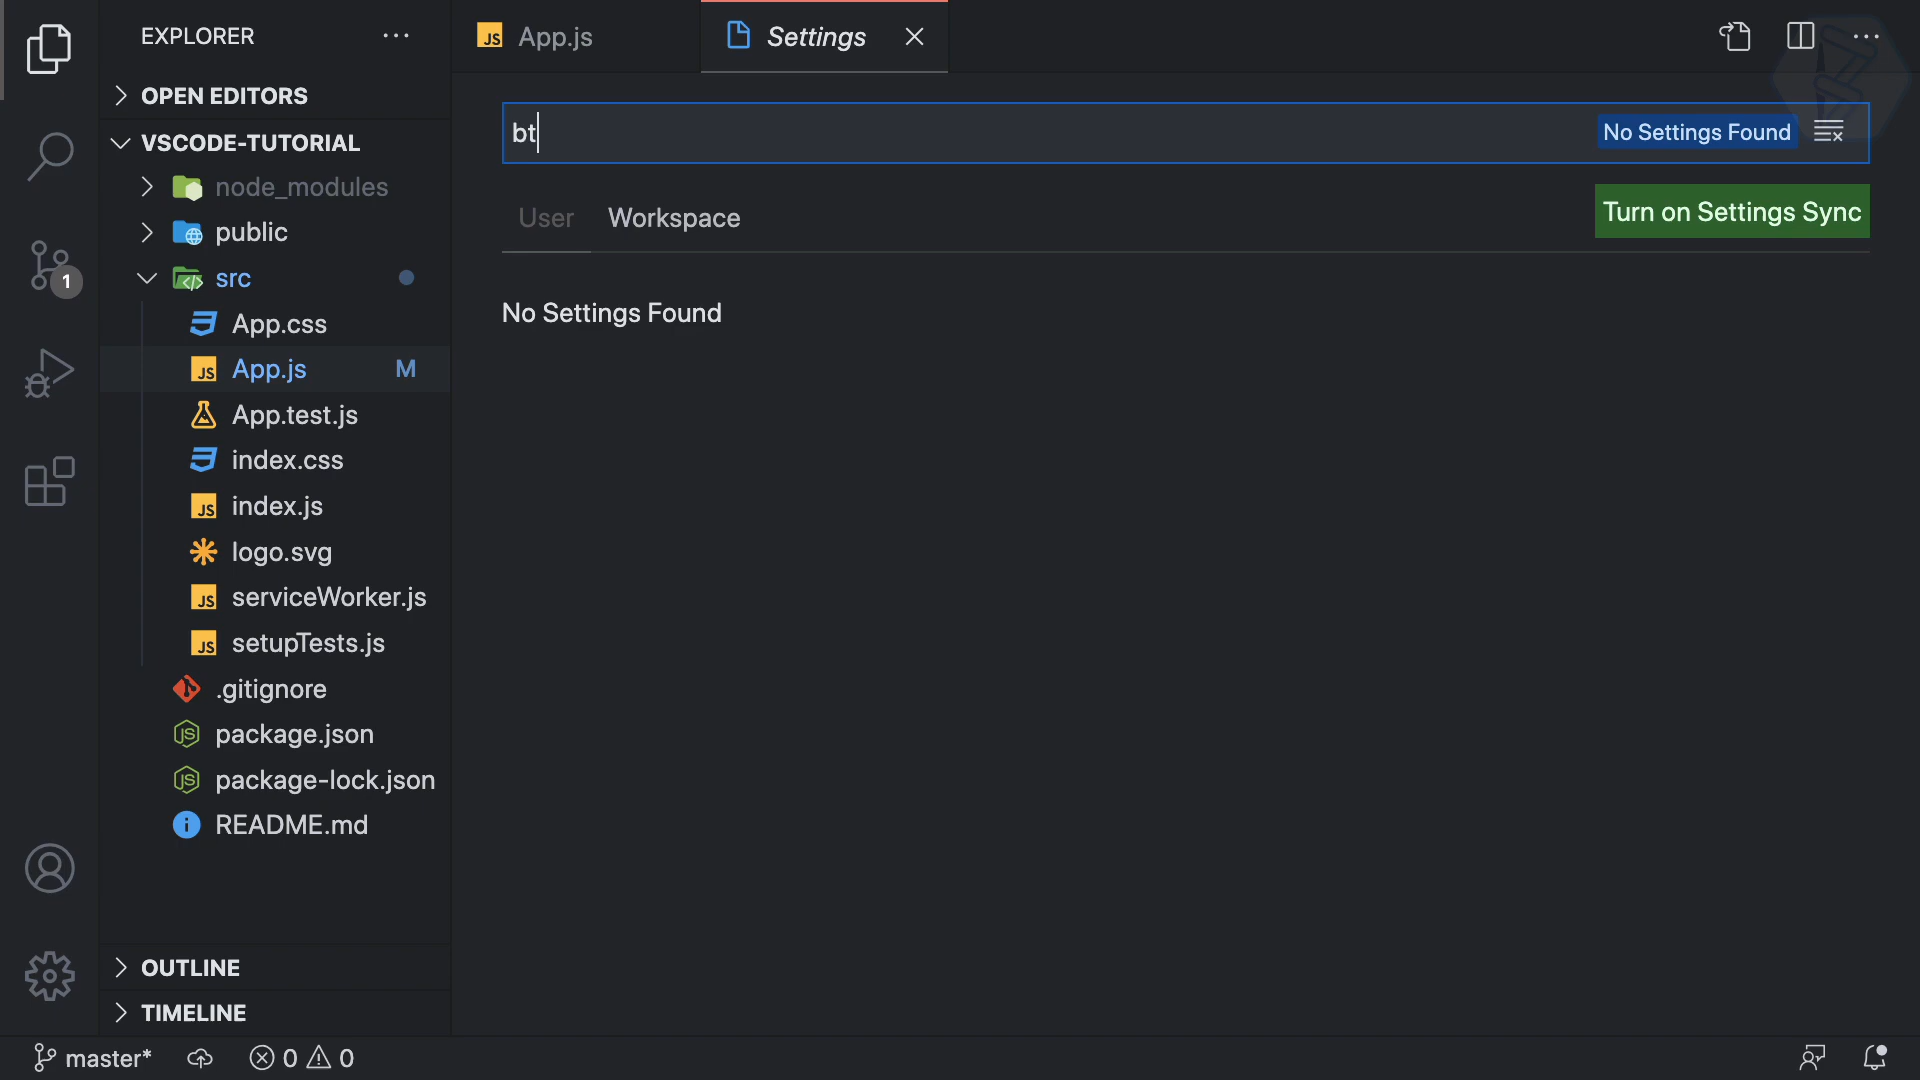 EXPLORER
OPEN EDITORS
VSCODE-TUTORIAL
node_modules
public
src
App.css
App.js M
App.test.js
index.css
index.js
logo.svg
serviceWorker.js
setupTests.js
.gitignore
package.json
package-lock.json
README.md
OUTLINE
TIMELINE
1
JS App.js
Settings
bt
No Settings Found
User
Workspace
Turn on Settings Sync
No Settings Found
master*
0
0